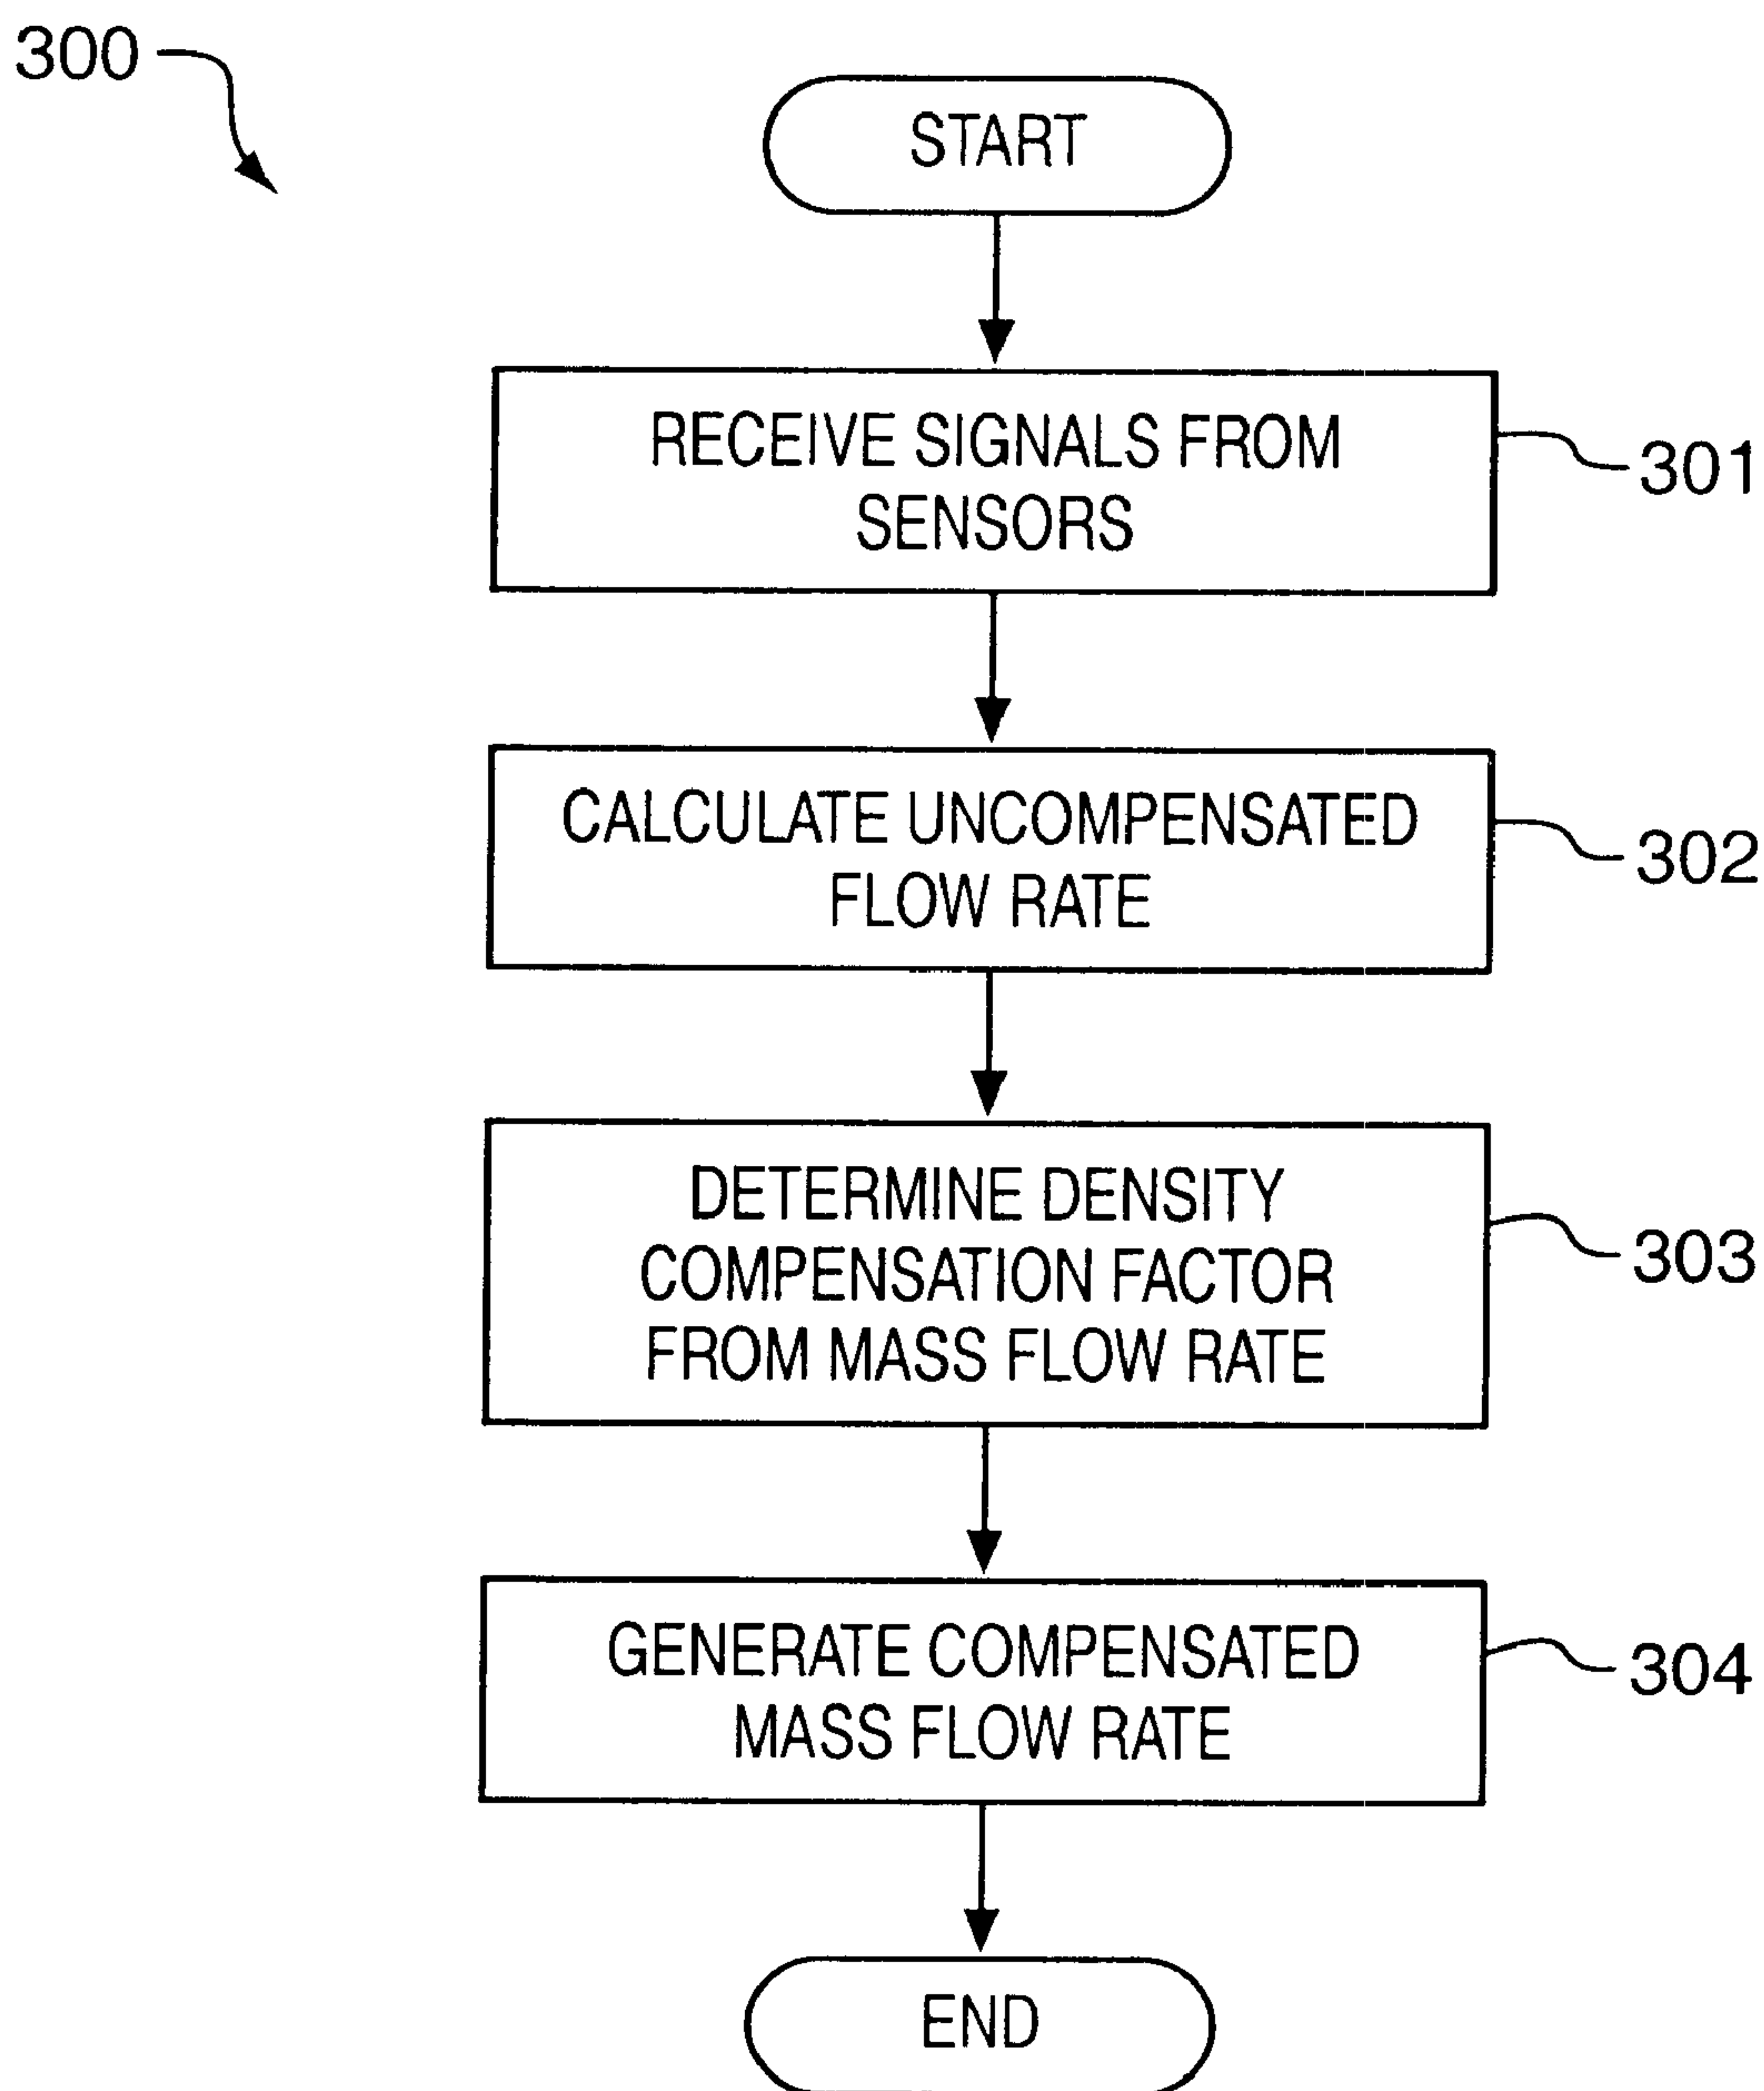 300
START
RECEIVE SIGNALS FROM
SENSORS
301
CALCULATE UNCOMPENSATED
FLOW RATE
302
DETERMINE DENSITY
COMPENSATION FACTOR
FROM MASS FLOW RATE
303
GENERATE COMPENSATED
MASS FLOW RATE
304
END